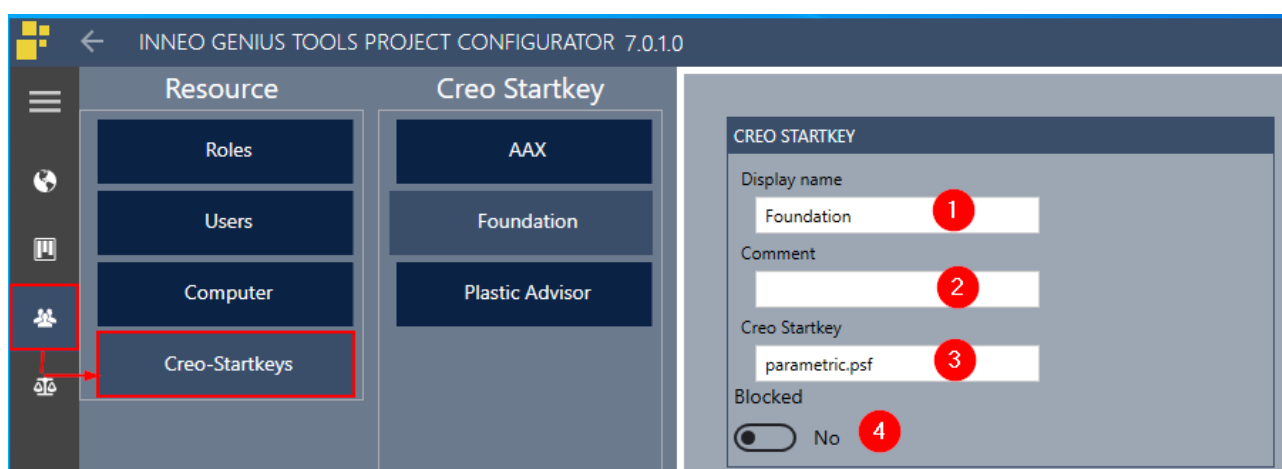 INNEO GENIUS TOOLS PROJECT CONFIGURATOR 7.0.1.0
Resource
Roles
Users
Computer
Creo-Startkeys
Creo Startkey
AAX
Foundation
Plastic Advisor
CREO STARTKEY
Display name
Foundation 1
Comment
2
Creo Startkey
parametric.psf 3
Blocked
No 4